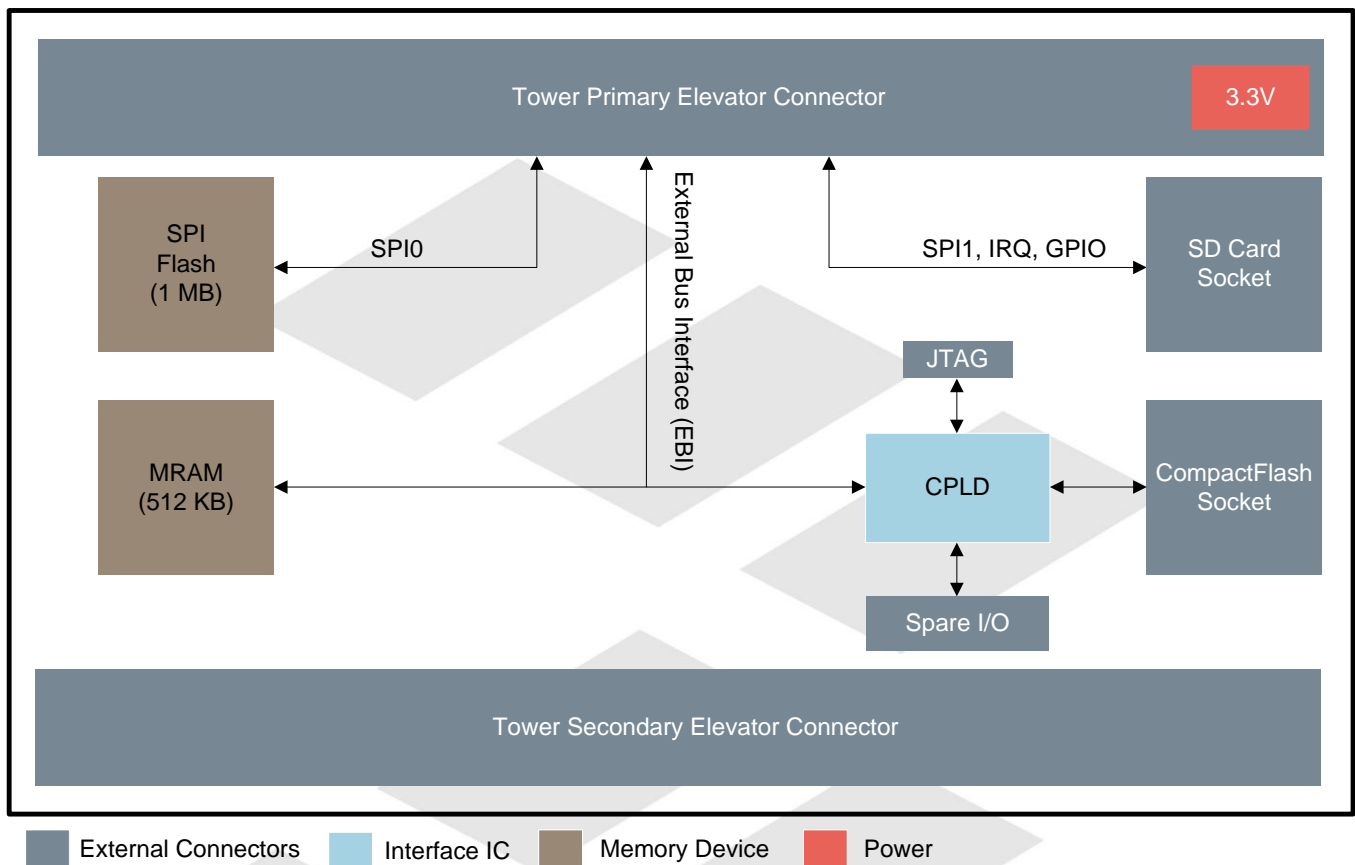 Tower Primary Elevator Connector
3.3V
SPI
Flash
(1 MB)
SPI0
External Bus Interface (EBI)
SPI1, IRQ, GPIO
SD Card
Socket
JTAG
MRAM
(512 KB)
CPLD
CompactFlash
Socket
Spare I/O
Tower Secondary Elevator Connector
External Connectors
Interface IC
Memory Device
Power